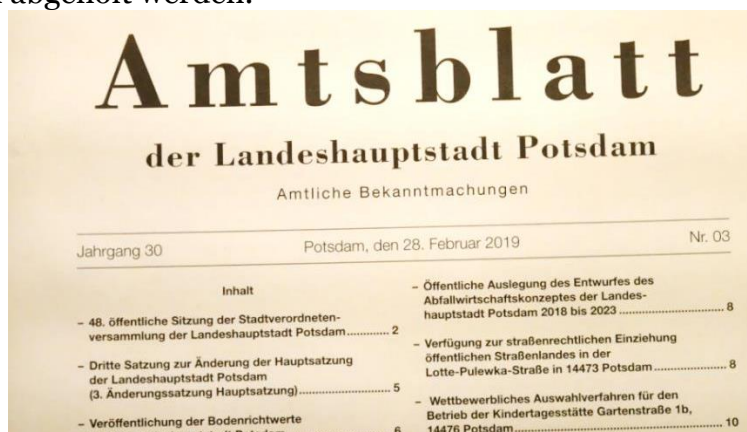 abgeholt werden.
Amtsblatt
der Landeshauptstadt Potsdam
Amtliche Bekanntmachungen
Jahrgang 30
Potsdam, den 28. Februar 2019
Nr. 03
Inhalt
– 48. öffentliche Sitzung der Stadtverordneten-
versammlung der Landeshauptstadt Potsdam............ 2
– Dritte Satzung zur Änderung der Hauptsatzung
der Landeshauptstadt Potsdam
(3. Änderungssatzung Hauptsatzung)......................... 5
– Veröffentlichung der Bodenrichtwerte
6
– Öffentliche Auslegung des Entwurfes des
Abfallwirtschaftskonzeptes der Landes-
hauptstadt Potsdam 2018 bis 2023 ............................ 8
– Verfügung zur straßenrechtlichen Einziehung
öffentlichen Straßenlandes in der
Lotte-Pulewka-Straße in 14473 Potsdam..................... 8
– Wettbewerbliches Auswahlverfahren für den
Betrieb der Kindertagesstätte Gartenstraße 1b,
14476 Potsdam.......................................................... 10